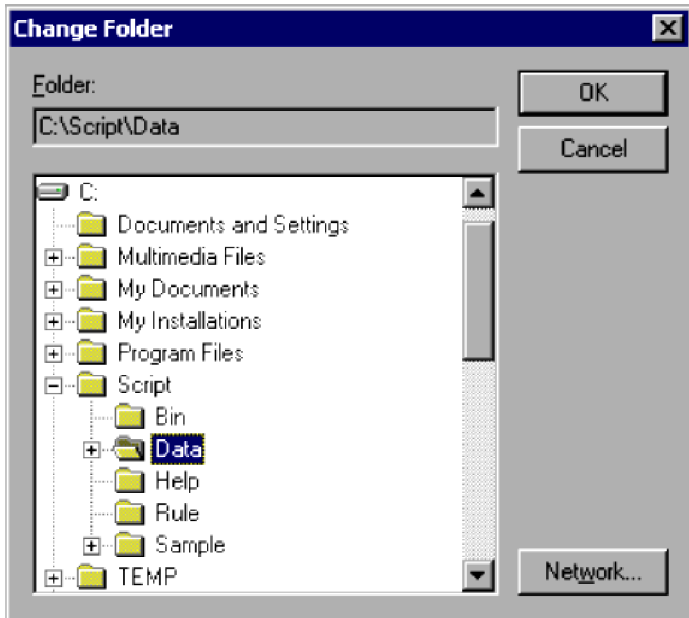 Change Folder
Folder:
C:\Script\Data
OK
Cancel
C:
Documents and Settings
Multimedia Files
My Documents
My Installations
Program Files
Script
Bin
Data
Help
Rule
Sample
TEMP
Network...